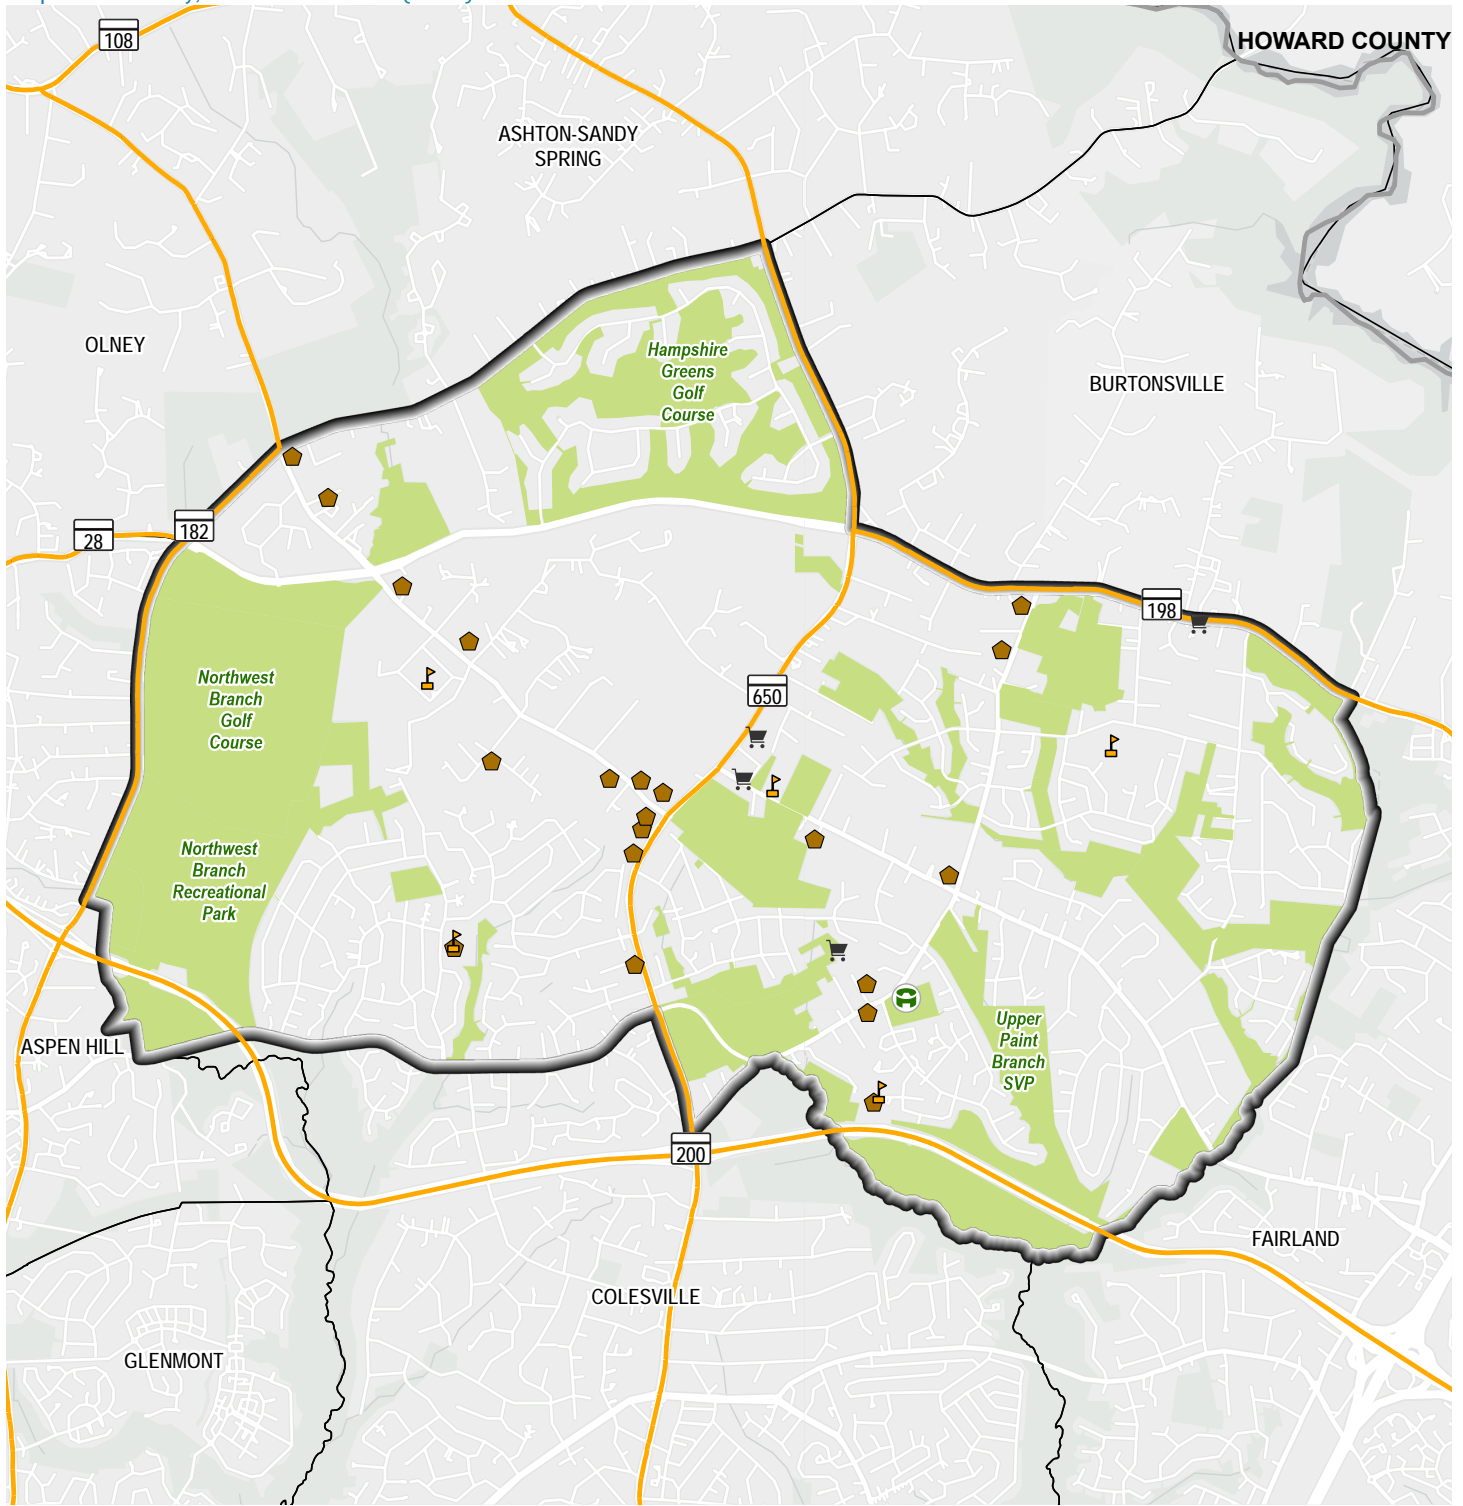 108
HOWARD COUNTY
ASHTON-SANDY
SPRING
OLNEY
Hampshire
Greens
Golf
Course
BURTONSVILLE
182
28
198
Northwest
Branch
Golf
Course
650
Northwest
Branch
Recreational
Park
Upper
Paint
Branch
SVP
ASPEN HILL
200
FAIRLAND
COLESVILLE
GLENMONT